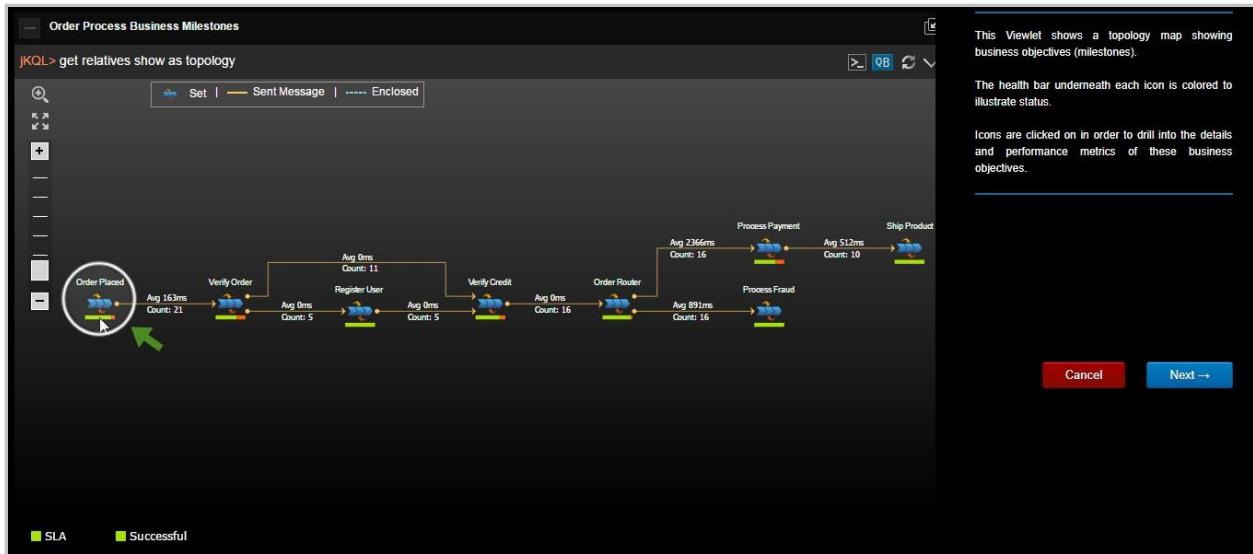 Order Process Business Milestones
jKQL> get relatives show as topology
QB
Set | Sent Message | Enclosed
Process Payment
Ship Product
Avg 2366ms
Count: 16
Avg 512ms
Count: 10
Avg 0ms
Count: 11
Order Placed
Verify Order
Register User
Verify Credit
Order Router
Process Fraud
Avg 163ms
Count: 21
Avg 0ms
Count: 5
Avg 0ms
Count: 5
Avg 0ms
Count: 16
Avg 891ms
Count: 16
SLA
Successful
This Viewlet shows a topology map showing
business objectives (milestones).
The health bar underneath each icon is colored to
illustrate status.
Icons are clicked on in order to drill into the details
and performance metrics of these business
objectives.
Cancel
Next →